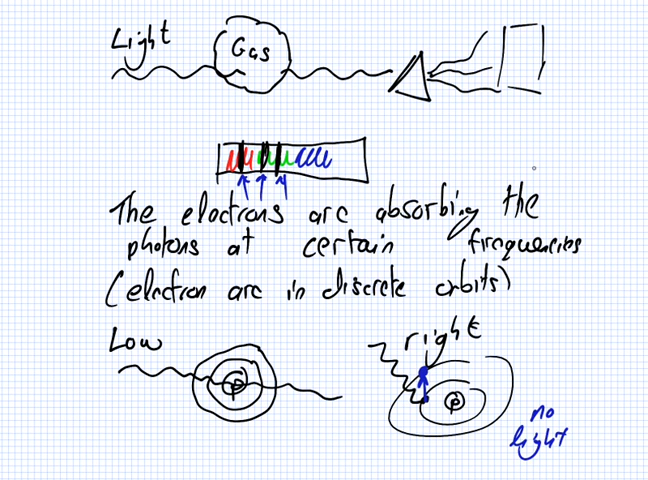 Light
Gas
The electrons are absorbing the
photons at certain frequencies
(electron are in discrete orbits)
Low
right
P
P
no
light